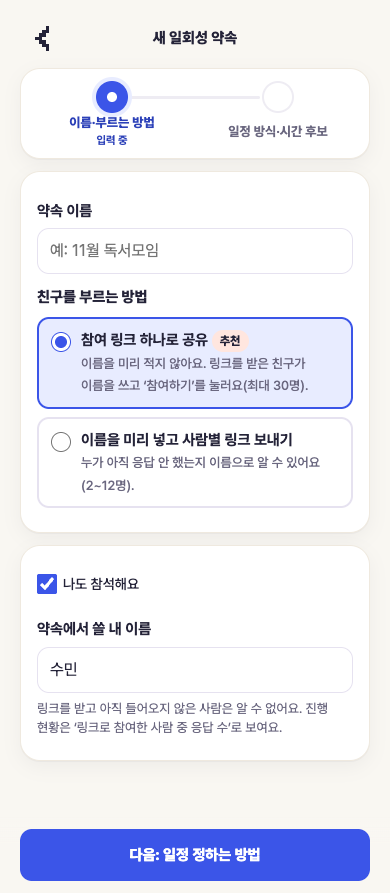 새 일회성 약속
이름·부르는 방법
입력 중
일정 방식·시간 후보
약속 이름
예: 11월 독서모임
친구를 부르는 방법
참여 링크 하나로 공유 추천
이름을 미리 적지 않아요. 링크를 받은 친구가
이름을 쓰고 ‘참여하기’를 눌러요(최대 30명).
이름을 미리 넣고 사람별 링크 보내기
누가 아직 응답 안 했는지 이름으로 알 수 있어요
(2~12명).
나도 참석해요
약속에서 쓸 내 이름
수민
링크를 받고 아직 들어오지 않은 사람은 알 수 없어요. 진행
현황은 ‘링크로 참여한 사람 중 응답 수’로 보여요.
다음: 일정 정하는 방법